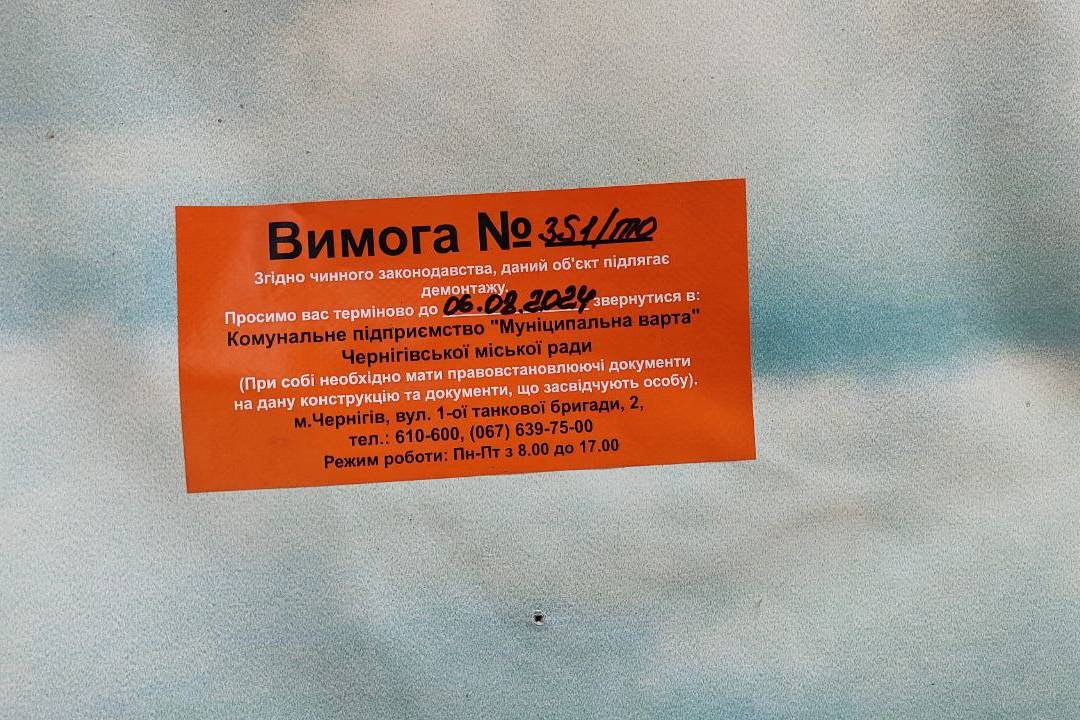 Вимога № 351/то
Згідно чинного законодавства, даний об'єкт підлягає
демонтажу.
Просимо вас терміново до 06.08.2024 звернутися в:
Комунальне підприємство "Муніципальна варта"
Чернігівської міської ради
(При собі необхідно мати правовстановлюючі документи
на дану конструкцію та документи, що засвідчують особу).
м.Чернігів, вул. 1-ої танкової бригади, 2,
тел.: 610-600, (067) 639-75-00
Режим роботи: Пн-Пт з 8.00 до 17.00